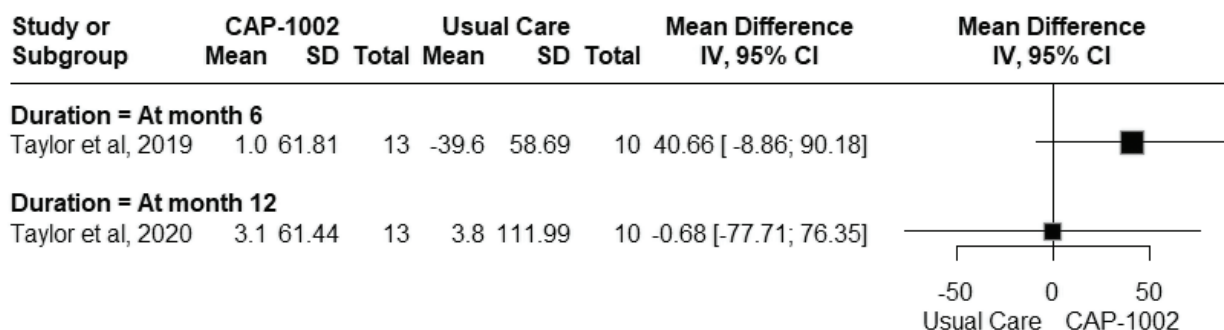 Study or CAP-1002 Usual Care Mean Difference Mean Difference
Subgroup Mean SD Total Mean SD Total IV, 95% CI IV, 95% CI
Duration = At month 6
Taylor et al, 2019 1.0 61.81 13 -39.6 58.69 10 40.66 [ -8.86; 90.18]
Duration = At month 12
Taylor et al, 2020 3.1 61.44 13 3.8 111.99 10 -0.68 [-77.71; 76.35]
-50 0 50
Usual Care CAP-1002